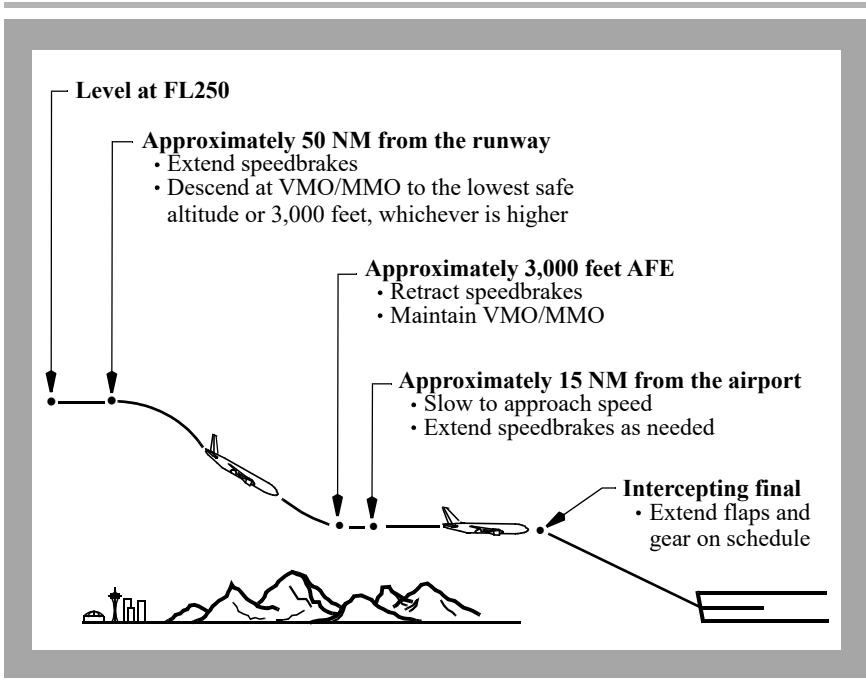 Level at FL250
Approximately 50 NM from the runway
• Extend speedbrakes
• Descend at VMO/MMO to the lowest safe
altitude or 3,000 feet, whichever is higher
Approximately 3,000 feet AFE
• Retract speedbrakes
• Maintain VMO/MMO
Approximately 15 NM from the airport
• Slow to approach speed
• Extend speedbrakes as needed
Intercepting final
• Extend flaps and
gear on schedule